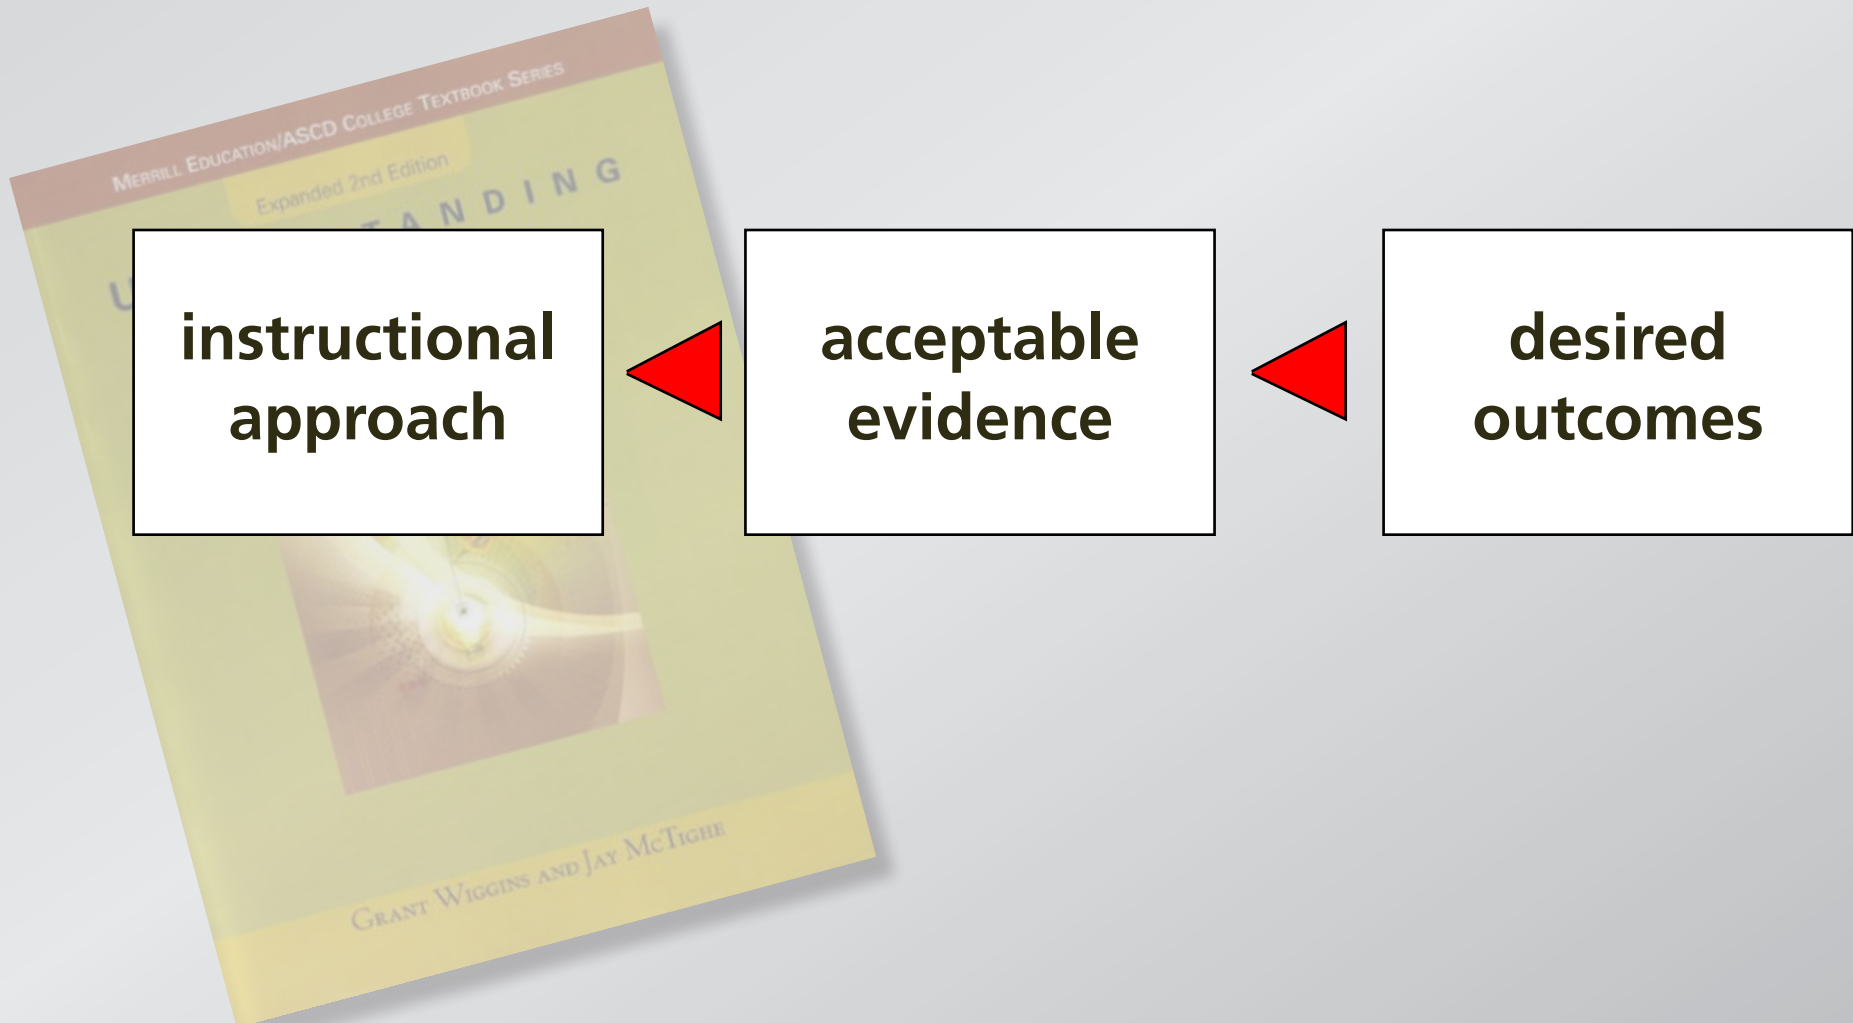 MERRILL EDUCATION/ASCD COLLEGE TEXTBOOK SERIES
Expanded 2nd Edition
U TANDING
instructional
approach
acceptable
evidence
desired
outcomes
GRANT WIGGINS AND JAY MCTIGHE